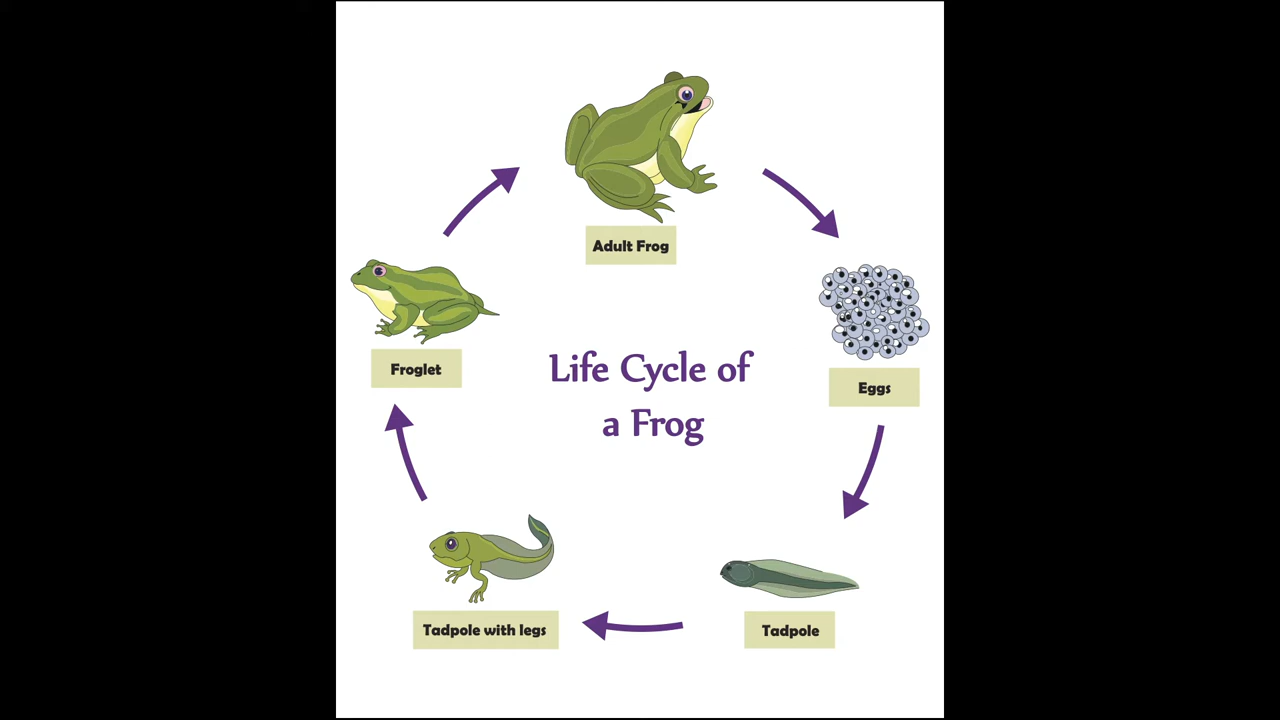 Adult Frog
Eggs
Froglet
Life Cycle of
a Frog
Tadpole with legs
Tadpole